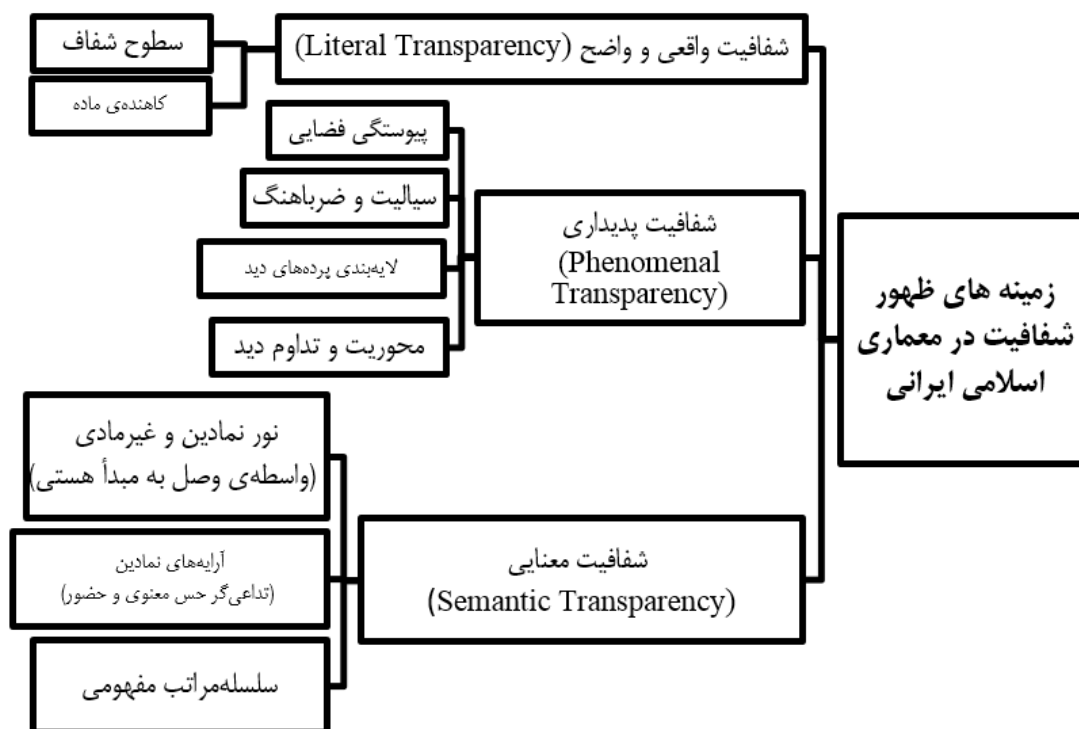 زمینه های ظهور
شفافیت در معماری
اسلامی ایرانی
شفافیت واقعی و واضح (Literal Transparency)
سطوح شفاف
کاهنده‌ی ماده
شفافیت پدیداری
(Phenomenal
Transparency)
پیوستگی فضایی
سیالیت و ضرباهنگ
لایه‌بندی پرده‌های دید
محوریت و تداوم دید
شفافیت معنایی
(Semantic Transparency)
نور نمادین و غیرمادی
(واسطه‌ی وصل به مبدأ هستی)
آرایه‌های نمادین
(تداعی‌گر حس معنوی و حضور)
سلسله‌مراتب مفهومی